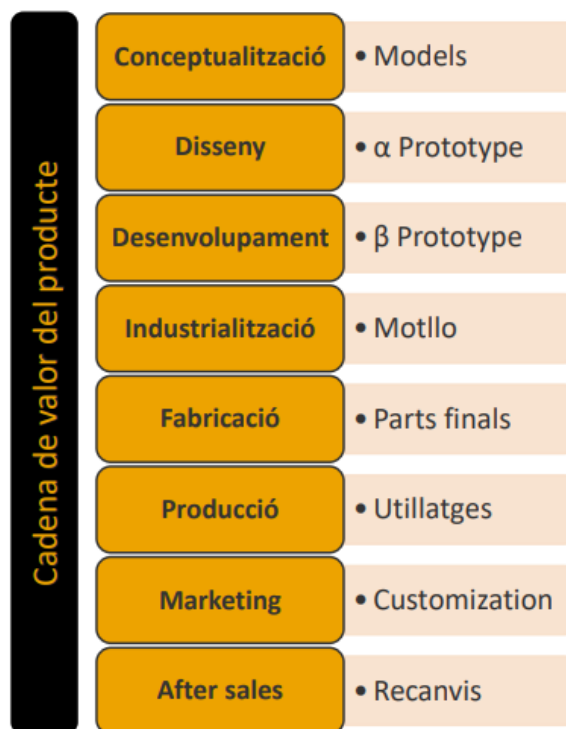 Cadena de valor del producte
Conceptualització
• Models
Disseny
• α Prototype
Desenvolupament
• β Prototype
Industrialització
• Motllo
Fabricació
• Parts finals
Producció
• Utillatges
Marketing
• Customization
After sales
• Recanvis